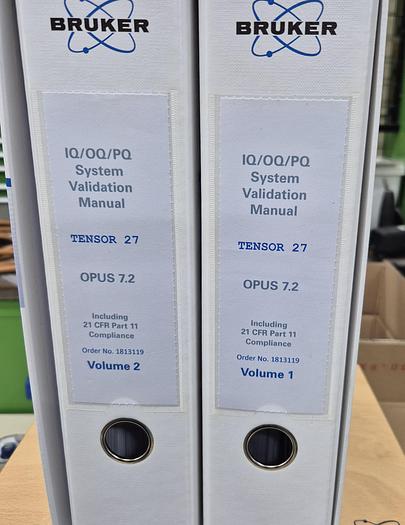 BRUKER
IQ/OQ/PQ
System
Validation
Manual
TENSOR 27
OPUS 7.2
Including
21 CFR Part 11
Compliance
Order No. 1813119
Volume 2
BRUKER
IQ/OQ/PQ
System
Validation
Manual
TENSOR 27
OPUS 7.2
Including
21 CFR Part 11
Compliance
Order No. 1813119
Volume 1